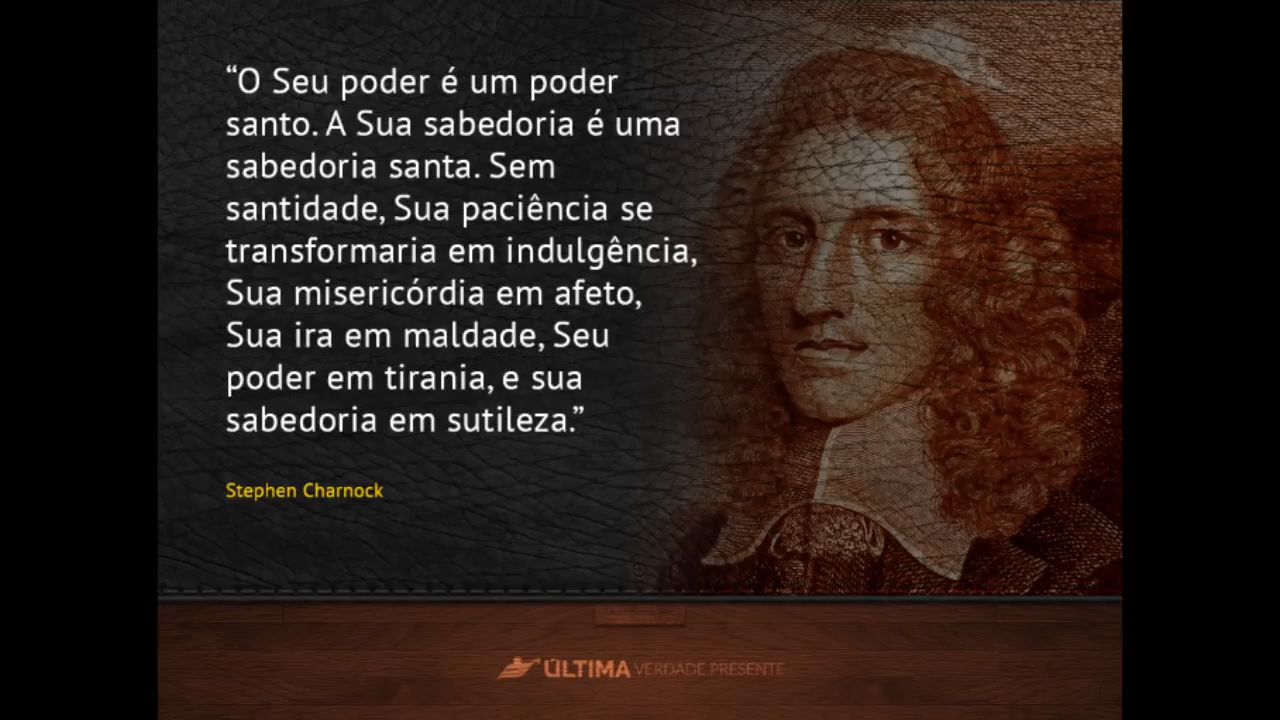 “O Seu poder é um poder
santo. A Sua sabedoria é uma
sabedoria santa. Sem
santidade, Sua paciência se
transformaria em indulgência,
Sua misericórdia em afeto,
Sua ira em maldade, Seu
poder em tirania, e sua
sabedoria em sutileza.”
Stephen Charnock
ÚLTIMA VERDADE PRESENTE